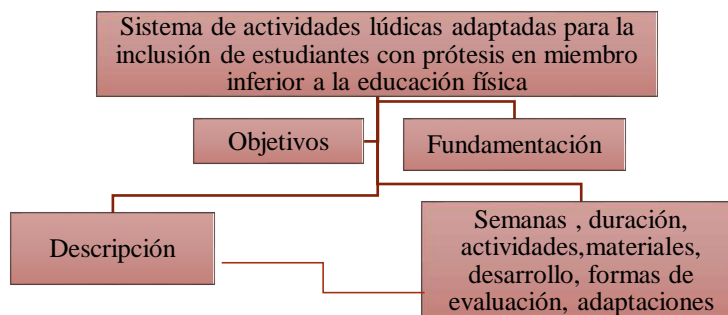 Sistema de actividades lúdicas adaptadas para la
inclusión de estudiantes con prótesis en miembro
inferior a la educación física
Objetivos
Fundamentación
Descripción
Semanas , duración,
actividades,materiales,
desarrollo, formas de
evaluación, adaptaciones